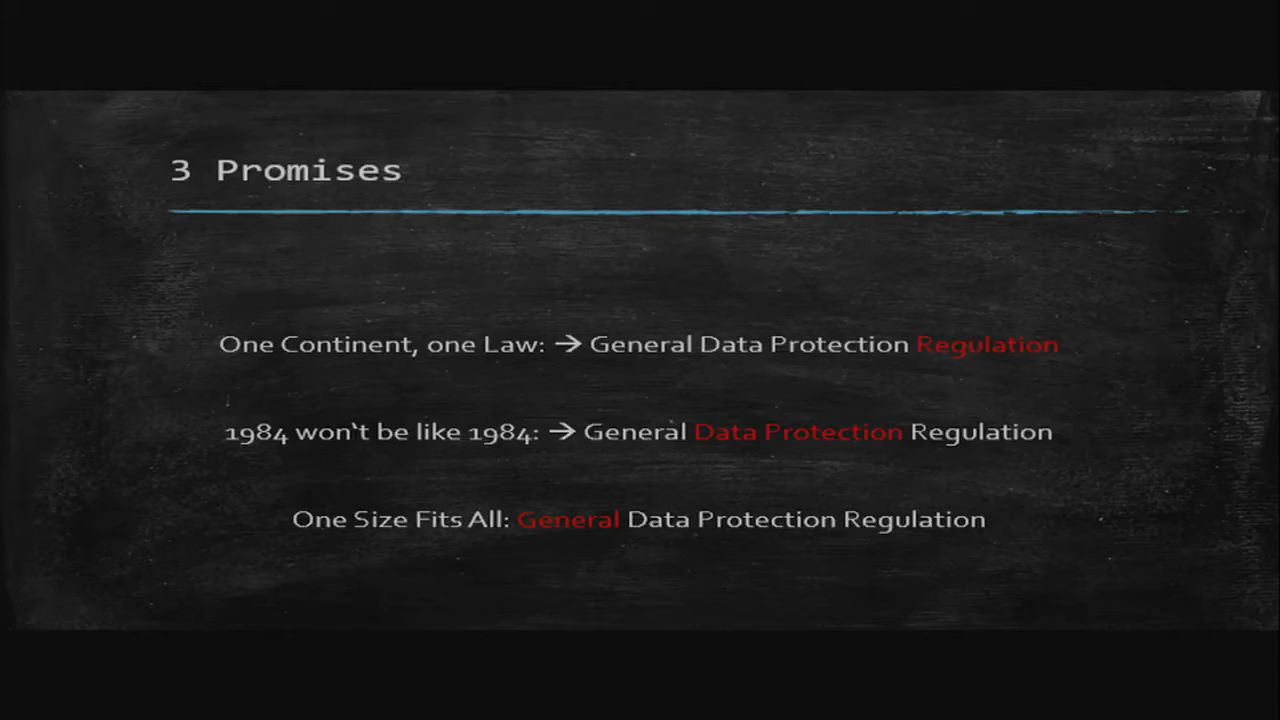 3 Promises
One Continent, one Law: → General Data Protection Regulation
1984 won‘t be like 1984: → General Data Protection Regulation
One Size Fits All: General Data Protection Regulation